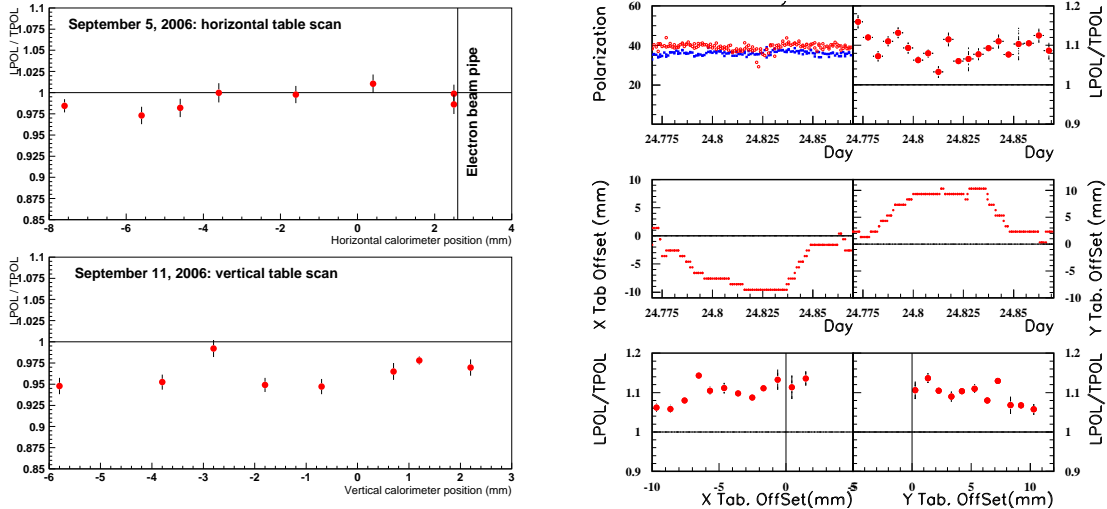 September 5, 2006: horizontal table scan
LPOL / TPOL
1.1
1.075
1.05
1.025
1
0.975
0.95
0.925
0.9
0.875
0.85
Electron beam pipe
-8 -6 -4 -2 0 2 4
Horizontal calorimeter position (mm)
September 11, 2006: vertical table scan
LPOL / TPOL
1.1
1.075
1.05
1.025
1
0.975
0.95
0.925
0.9
0.875
0.85
-6 -5 -4 -3 -2 -1 0 1 2 3
Vertical calorimeter position (mm)
Polarization
60
40
20
24.775 24.8 24.825 24.85
Day
LPOL/TPOL
1.2
1.1
1
0.9
24.775 24.8 24.825 24.85
Day
X Tab Offset (mm)
10
5
0
-5
-10
24.775 24.8 24.825 24.85
Day
Y Tab. OffSet (mm)
10
5
0
-5
-10
24.775 24.8 24.825 24.85
Day
LPOL/TPOL
1.2
1.1
1
0.9
-10 -5 0 5
X Tab. OffSet(mm)
LPOL/TPOL
1.2
1.1
1
0.9
-5 0 5 10
Y Tab. OffSet(mm)